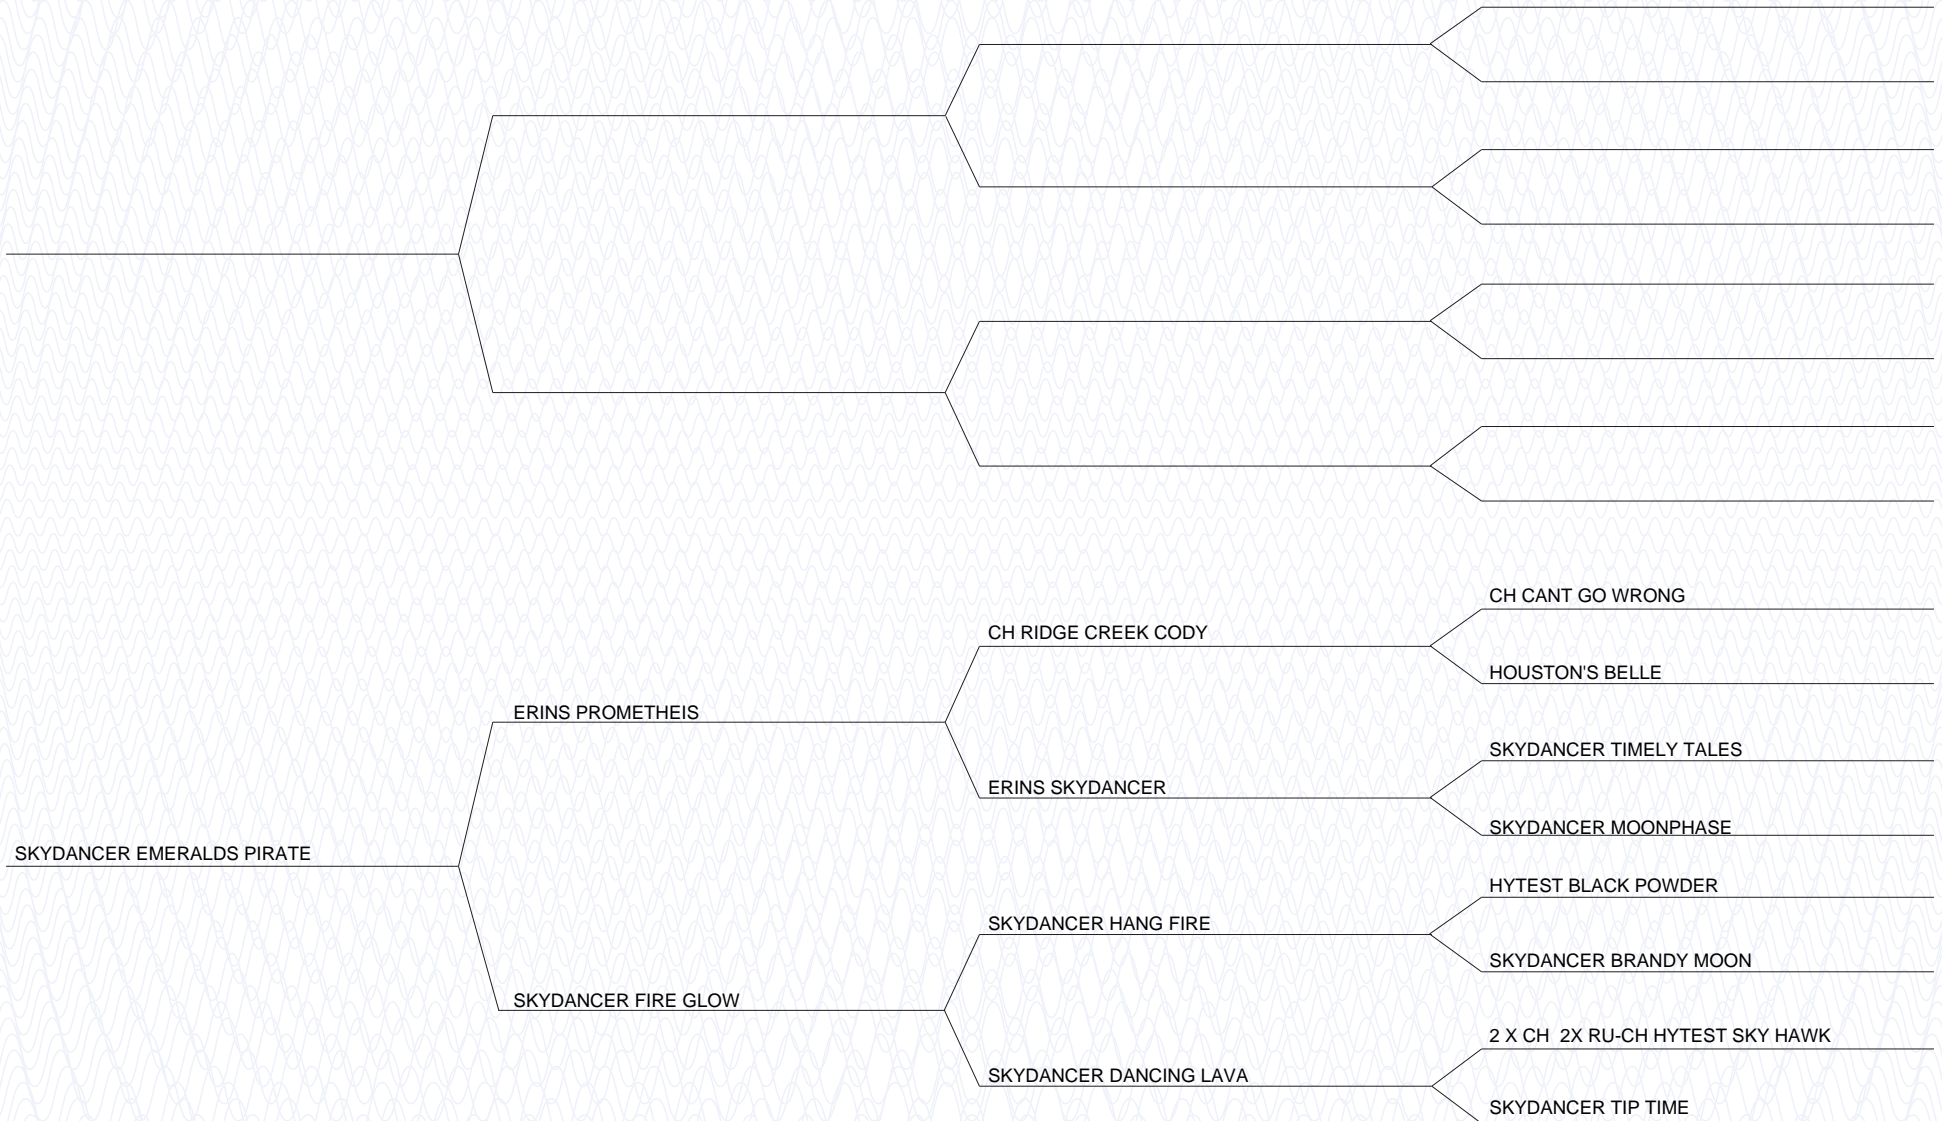 CH CANT GO WRONG
CH RIDGE CREEK CODY
HOUSTON'S BELLE
ERINS PROMETHEIS
SKYDANCER TIMELY TALES
ERINS SKYDANCER
SKYDANCER MOONPHASE
SKYDANCER EMERALDS PIRATE
HYTEST BLACK POWDER
SKYDANCER HANG FIRE
SKYDANCER BRANDY MOON
SKYDANCER FIRE GLOW
2 X CH  2X RU-CH HYTEST SKY HAWK
SKYDANCER DANCING LAVA
SKYDANCER TIP TIME